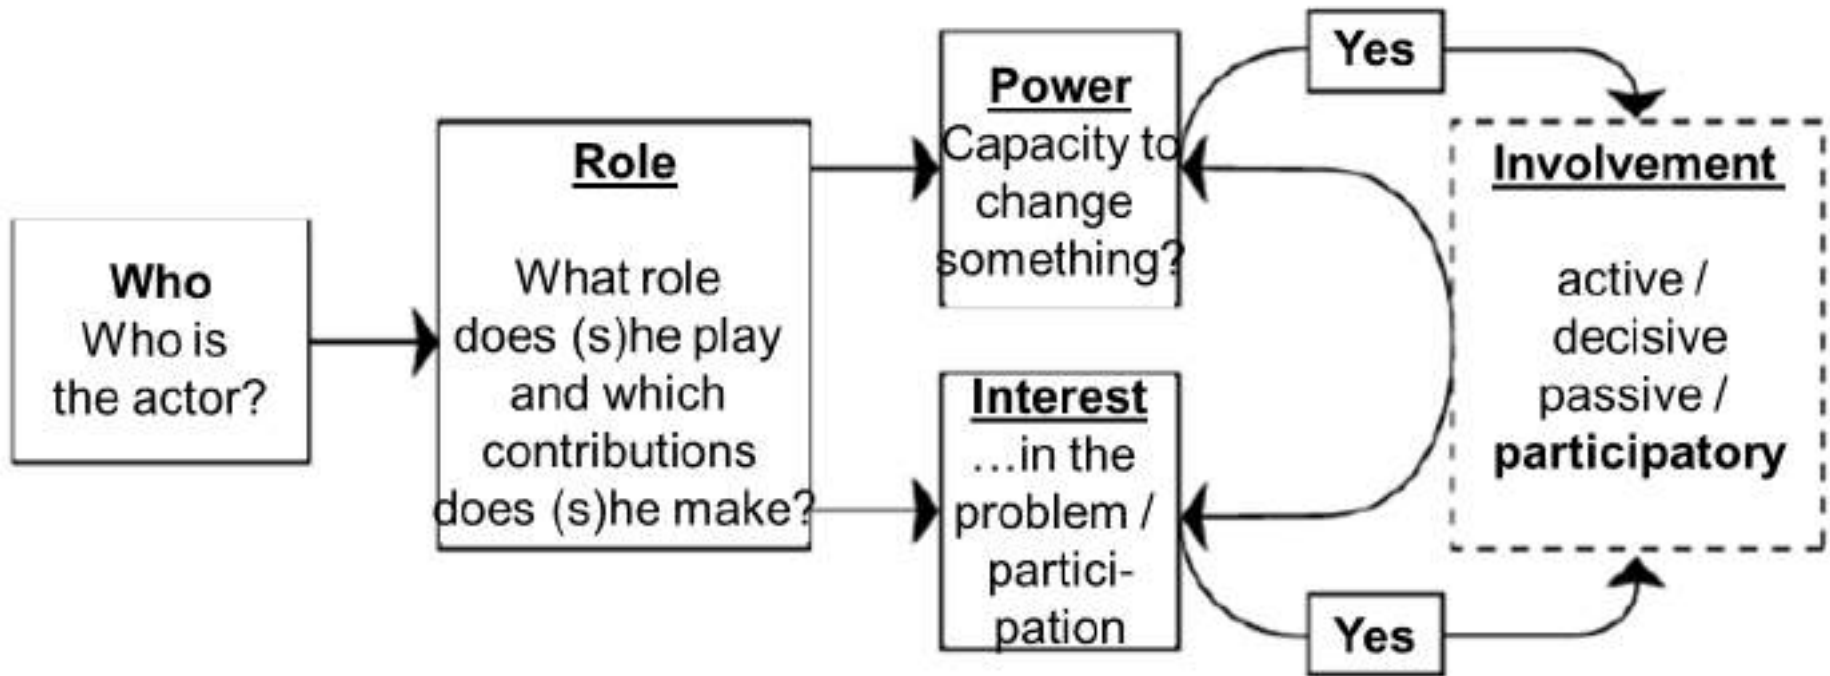 Who
Who is
the actor?
Role
What role
does (s)he play
and which
contributions
does (s)he make?
Power
Capacity to
change
something?
Interest
…in the
problem /
partici-
pation
Yes
Yes
Involvement
active /
decisive
passive /
participatory